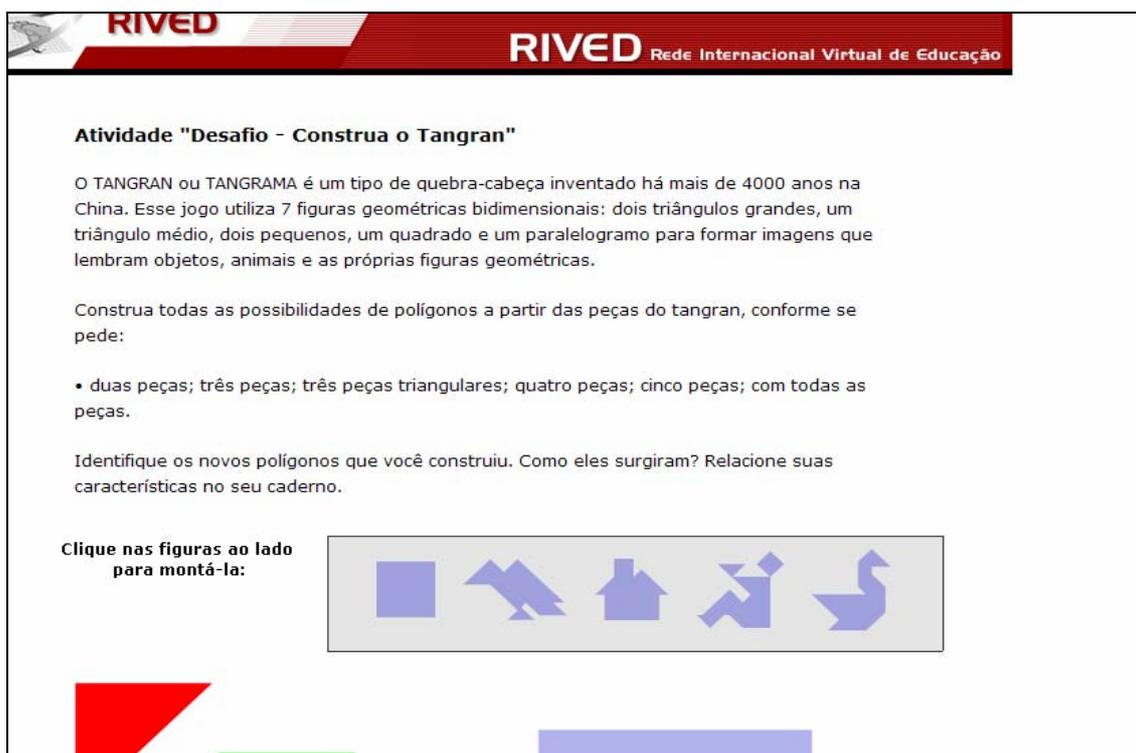 RIVED
RIVED Rede Internacional Virtual de Educação
Atividade "Desafio - Construa o Tangran"
O TANGRAN ou TANGRAMA é um tipo de quebra-cabeça inventado há mais de 4000 anos na
China. Esse jogo utiliza 7 figuras geométricas bidimensionais: dois triângulos grandes, um
triângulo médio, dois pequenos, um quadrado e um paralelogramo para formar imagens que
lembram objetos, animais e as próprias figuras geométricas.
Construa todas as possibilidades de polígonos a partir das peças do tangran, conforme se
pede:
• duas peças; três peças; três peças triangulares; quatro peças; cinco peças; com todas as
peças.
Identifique os novos polígonos que você construiu. Como eles surgiram? Relacione suas
características no seu caderno.
Clique nas figuras ao lado
para montá-la: